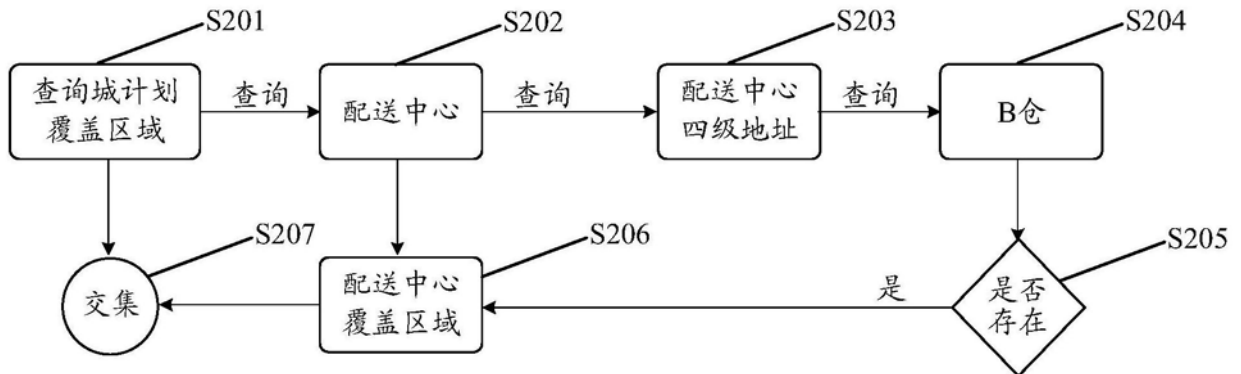 S201
S202
S203
S204
查询城计划
覆盖区域
查询
配送中心
查询
配送中心
四级地址
查询
B仓
S207
S206
S205
交集
配送中心
覆盖区域
是
是否
存在